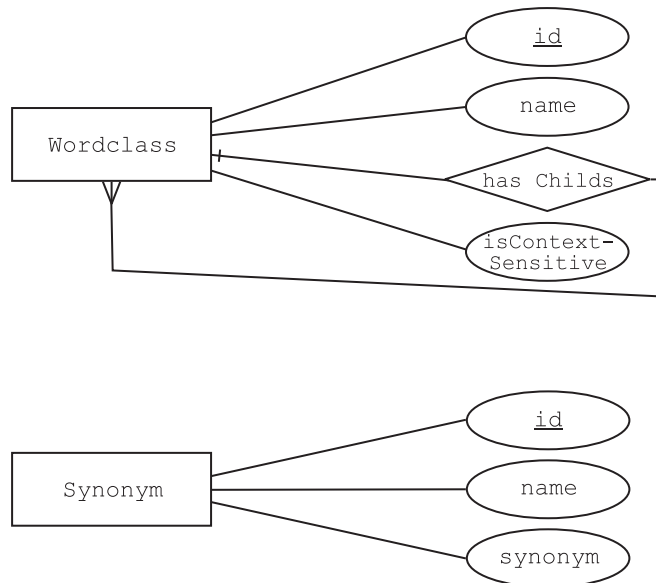 id
name
Wordclass
has Childs
isContext-
Sensitive
id
name
Synonym
synonym